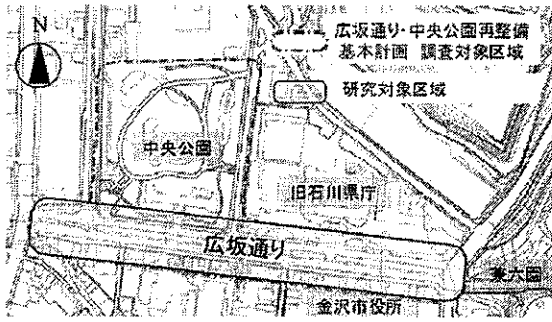 N
広坂通り・中央公園再整備
基本計画 調査対象区域
研究対象区域
中央公園
旧石川県庁
広坂通り
兼六園
金沢市役所